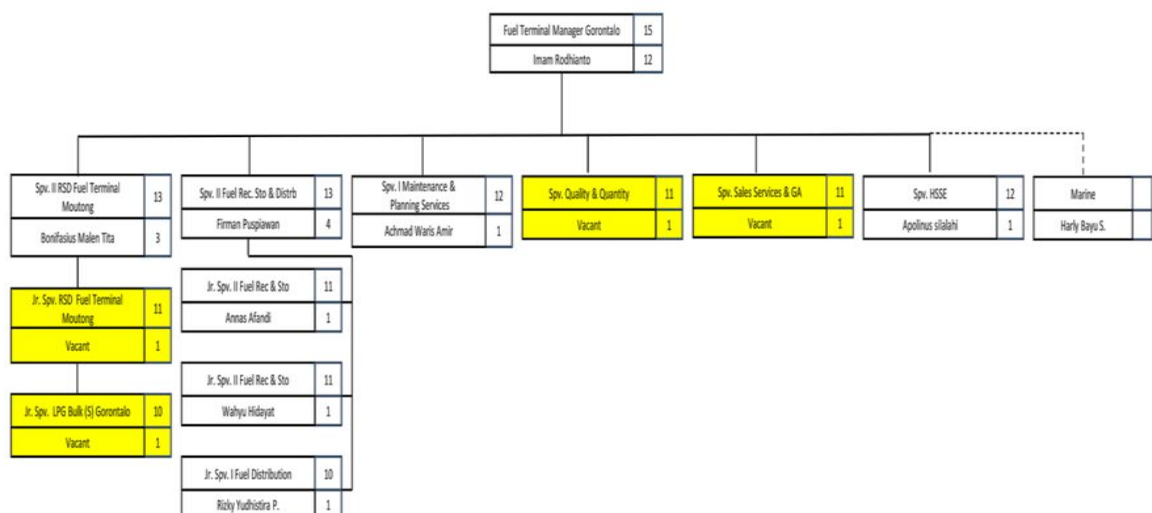 Fuel Terminal Manager Gorontalo 15
Imam Rodhianto 12
Spv. II RSD Fuel Terminal
Moutong 13
Bonifasius Malen Tita 3
Spv. II Fuel Rec. Sto & Distrb 13
Firman Puspiawan 4
Spv. I Maintenance &
Planning Services 12
Achmad Waris Amir 1
Spv. Quality & Quantity 11
Vacant 1
Spv. Sales Services & GA 11
Vacant 1
Spv. HSSE 12
Apolinus silalahi 1
Marine
Harly Bayu S.
Jr. Spv. RSD Fuel Terminal
Moutong 11
Vacant 1
Jr. Spv. LPG Bulk (S) Gorontalo 10
Vacant 1
Jr. Spv. II Fuel Rec & Sto 11
Annas Afandi 1
Jr. Spv. II Fuel Rec & Sto 11
Wahyu Hidayat 1
Jr. Spv. I Fuel Distribution 10
Rizky Yudhistira P. 1